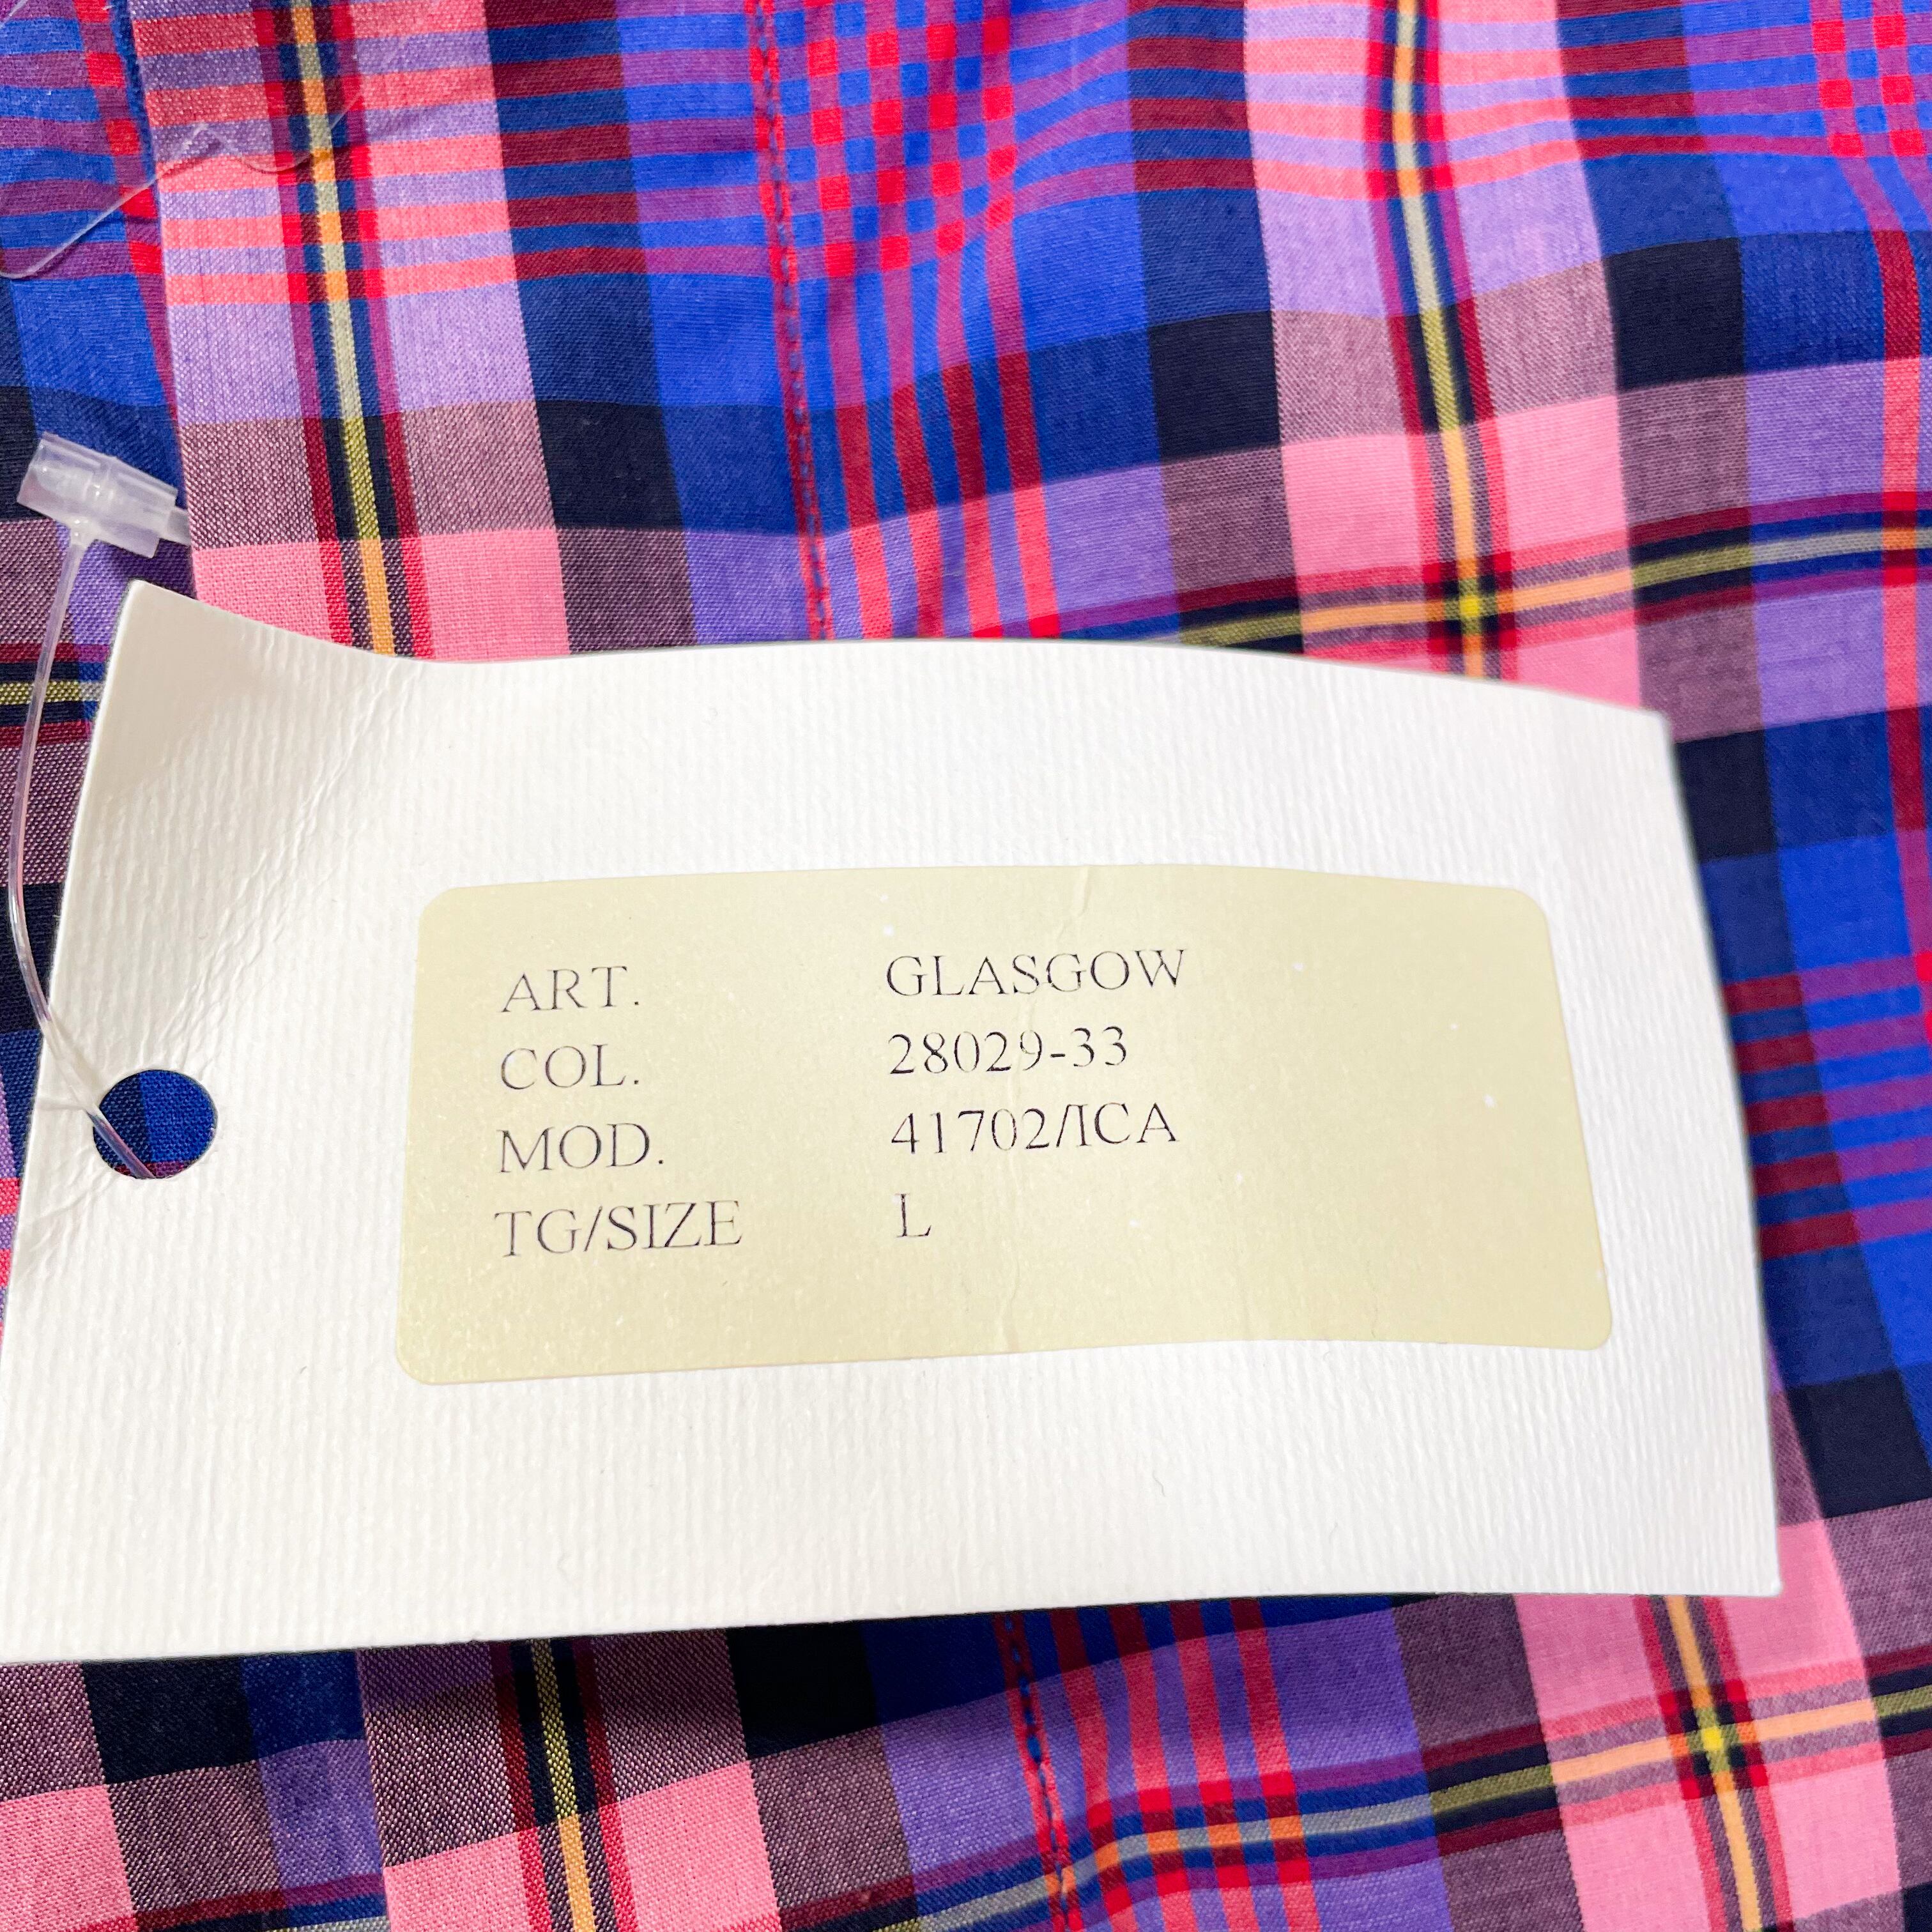 ART. GLASGOW
COL. 28029-33
MOD. 41702/ICA
TG/SIZE L